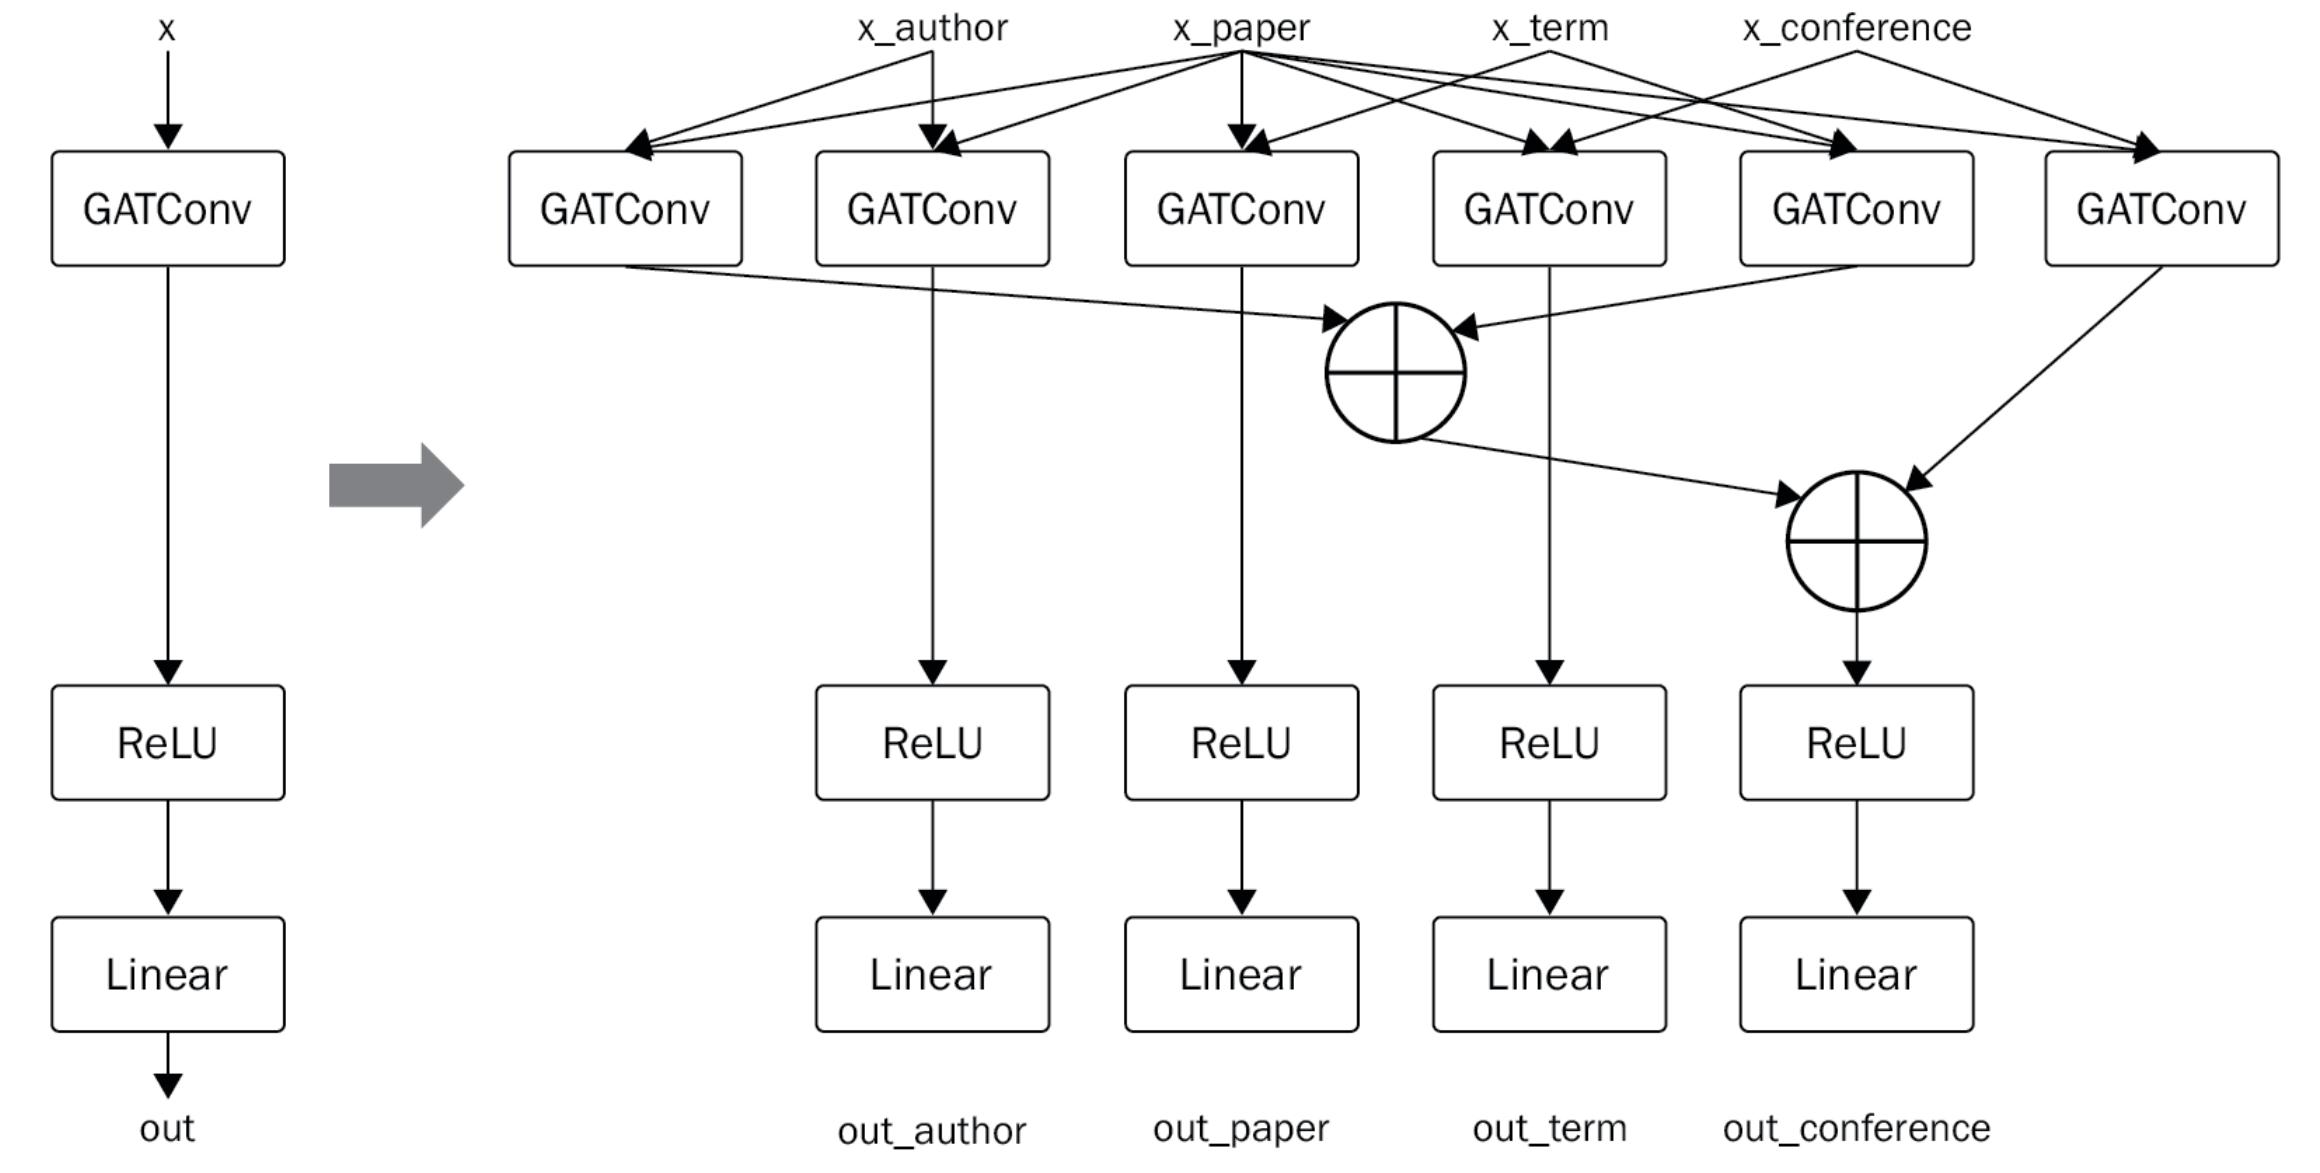 x
x_author
x_paper
x_term
x_conference
GATConv
GATConv
GATConv
GATConv
GATConv
GATConv
GATConv
ReLU
ReLU
ReLU
ReLU
ReLU
Linear
Linear
Linear
Linear
Linear
out
out_author
out_paper
out_term
out_conference